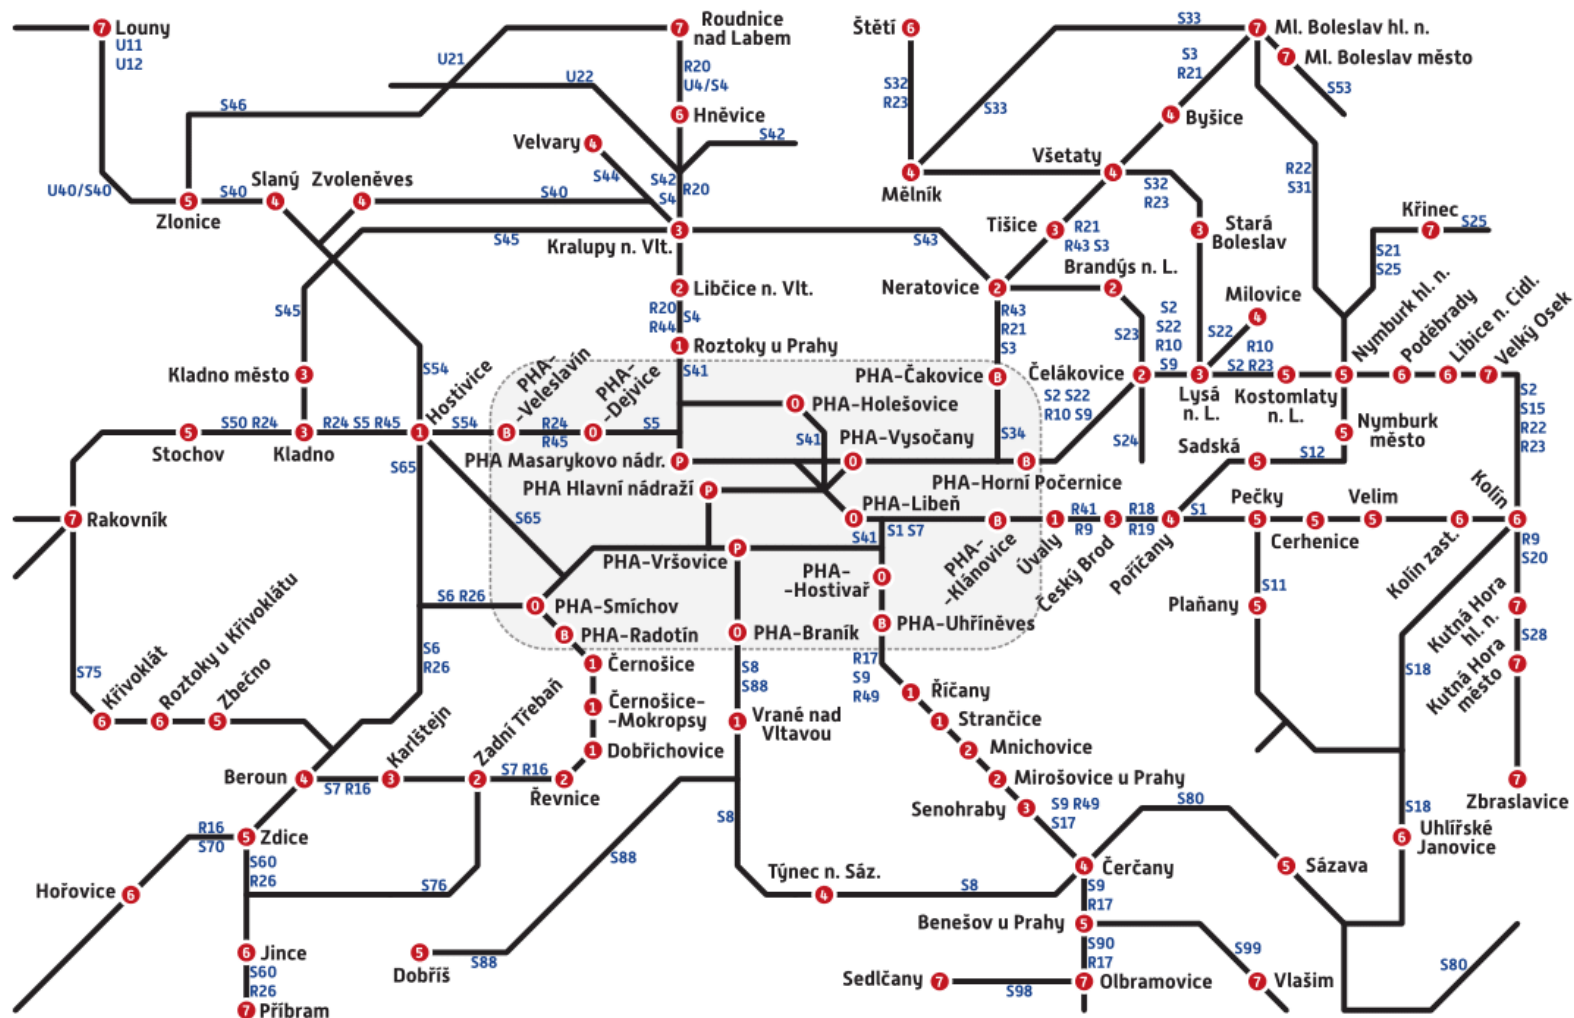 7 Louny
U11
U12
U21
7 Roudnice
nad Labem
R20
U4/S4
U22
S46
6 Hněvice
Velvary 4
S42
S44
S42
S4
R20
Štětí 6
S32
R23
S33
7 Ml. Boleslav hl. n.
7 Ml. Boleslav město
S53
S3
R21
S33
4 Byšice
Všetaty
4
4
Mělník
S32
R23
R22
S31
U40/S40
5
Zlonice
S40
Slaný
4
Zvoleněves
4
S40
3
Kralupy n. Vlt.
S45
S43
Tišice 3
R21
R43 S3
3 Stará
Boleslav
Křinec
7
S25
S21
S25
2 Libčice n. Vlt.
R20
R44
S4
Neratovice 2
Brandýs n. L.
2
R43
R21
S3
S23
S2
S22
R10
S9
Milovice
4
S22
R10
S2 R23
S45
1 Roztoky u Prahy
S41
Kladno město 3
S54
Hostivice
1
PHA-
-Veleslavín
B
PHA-
-Dejvice
0
S54
R24
R45
S5
PHA-Čakovice B
0 PHA-Holešovice
S41
PHA-Vysočany
0
S34
S2 S22
R10 S9
Čelákovice 2
S24
3
Lysá
n. L.
5
Kostomlaty
n. L.
5
Nymburk hl. n.
6
Poděbrady
6
Libice n. Cidl.
7
Velký Osek
S2
S15
R22
R23
5
Nymburk
město
5
Stochov
S50 R24
3
Kladno
R24 S5 R45
S65
PHA Masarykovo nádr. P
PHA Hlavní nádraží P
B
PHA-Horní Počernice
Sadská
5
S12
7 Rakovník
S65
PHA-Libeň
0
S1 S7
S41
B
PHA-
-Klánovice
1
Úvaly
R41
R9
3
Český Brod
R18
R19
4
Poříčany
S1
Pečky
5
5
Cerhenice
Velim
5
6
Kolín zast.
Kolín
6
R9
S20
PHA-Vršovice P
PHA-
-Hostivař 0
S6 R26
0 PHA-Smíchov
B PHA-Radotín
0 PHA-Braník
B PHA-Uhříněves
S11
Plaňany 5
7
Kutná Hora
hl. n.
S28
7
Kutná Hora
město
S18
S75
6
Křivoklát
6
Roztoky u Křivoklátu
5
Zbečno
S6
R26
1 Černošice
1 Černošice-
-Mokropsy
1 Dobřichovice
S8
S88
1 Vrané nad
Vltavou
R17
S9
R49
1 Říčany
1 Strančice
2 Mnichovice
2 Mirošovice u Prahy
Senohraby 3
S9 R49
S17
Beroun 4
S7 R16
3
Karlštejn
2
Zadní Třebaň
S7 R16
2
Řevnice
S8
S80
7
Zbraslavice
S18
6 Uhlířské
Janovice
R16
S70
5 Zdice
S60
R26
S76
S88
Hořovice 6
Týnec n. Sáz.
4
S8
4 Čerčany
S9
R17
5 Sázava
Benešov u Prahy 5
S90
R17
S99
6 Jince
S60
R26
7 Příbram
5
Dobříš
S88
Sedlčany 7
S98
7 Olbramovice
7 Vlašim
S80